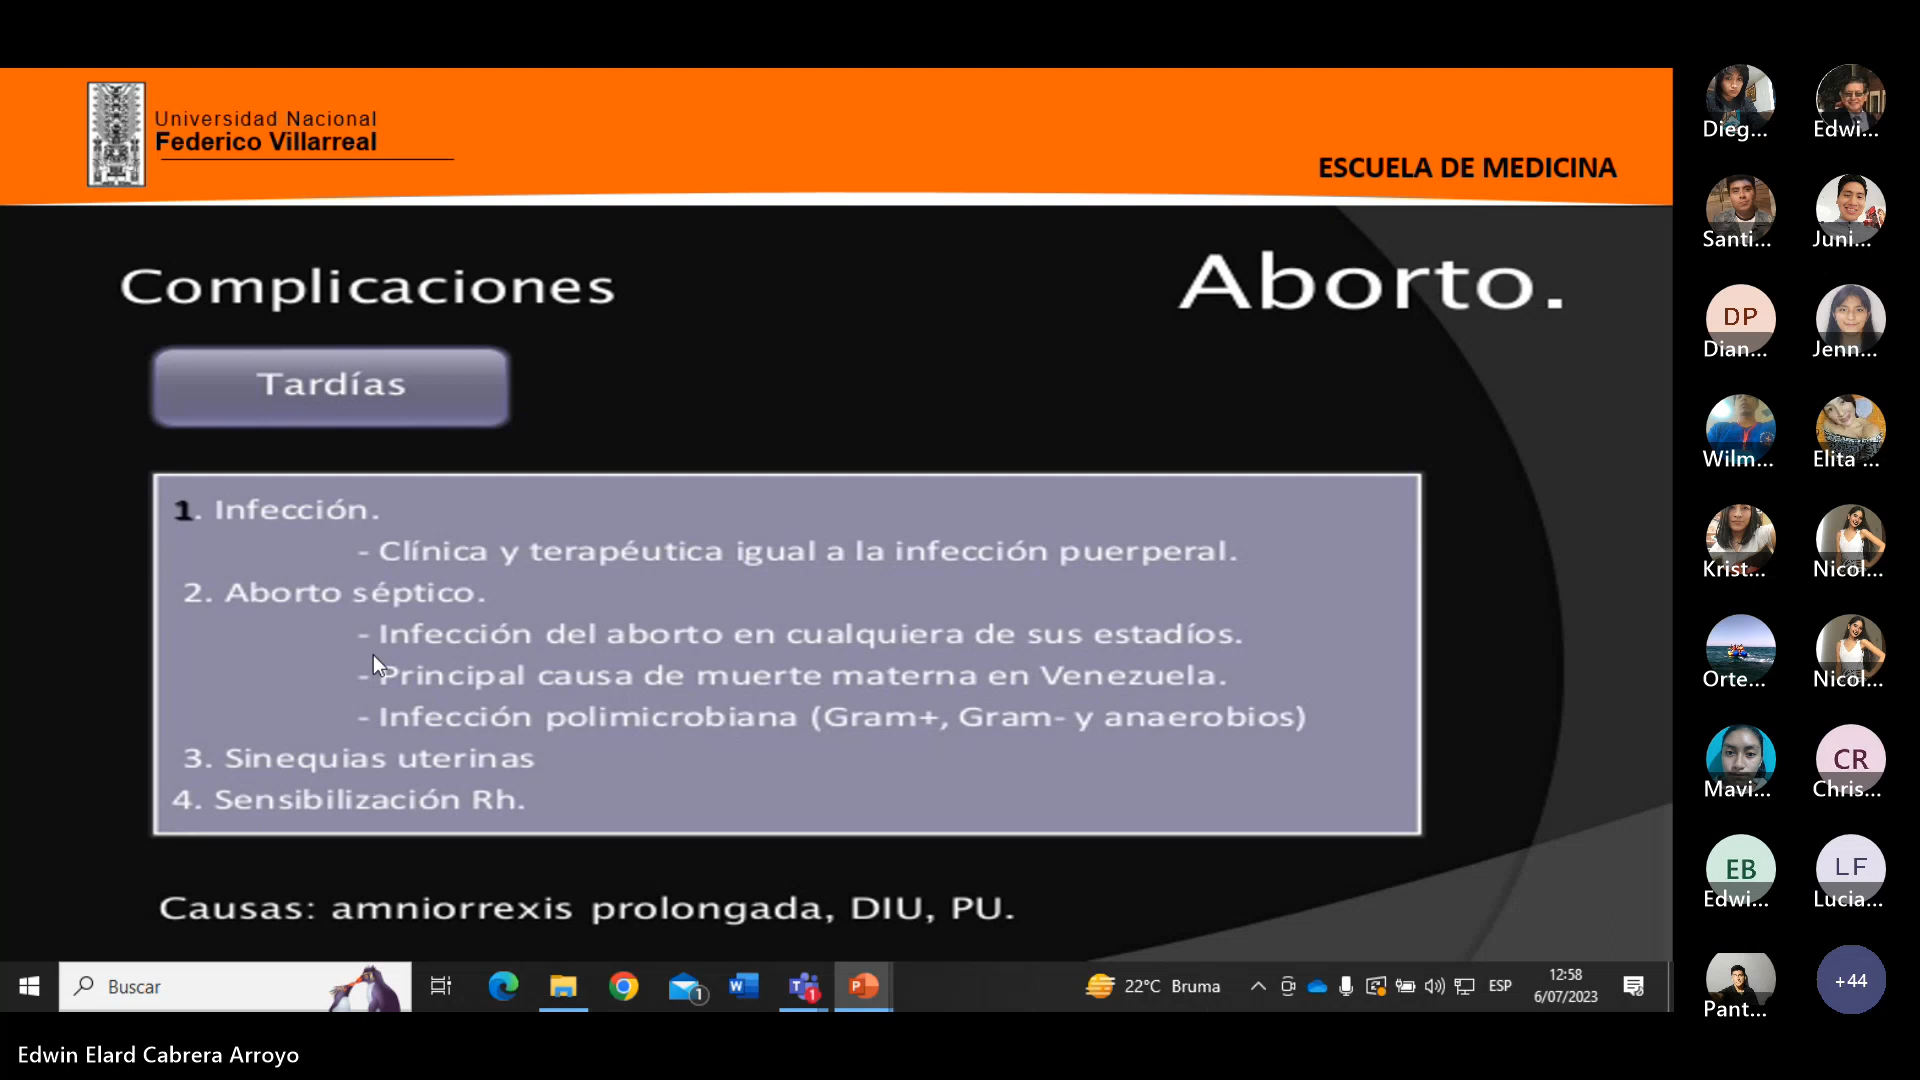 Universidad Nacional
Federico Villarreal
ESCUELA DE MEDICINA
Complicaciones
Aborto.
Tardías
1. Infección.
- Clínica y terapéutica igual a la infección puerperal.
2. Aborto séptico.
- Infección del aborto en cualquiera de sus estadíos.
- Principal causa de muerte materna en Venezuela.
- Infección polimicrobiana (Gram+, Gram- y anaerobios)
3. Sinequias uterinas
4. Sensibilización Rh.
Causas: amniorrexis prolongada, DIU, PU.
Buscar
1
1
22°C Bruma
ESP
12:58
6/07/2023
Edwin Elard Cabrera Arroyo
Dieg...
Edwi...
Santi...
Juni...
DP
Dian...
Jenn...
Wilm...
Elita ...
Krist...
Nicol...
Orte...
Nicol...
Mavi...
CR
Chris...
EB
Edwi...
LF
Lucia...
Pant...
+44